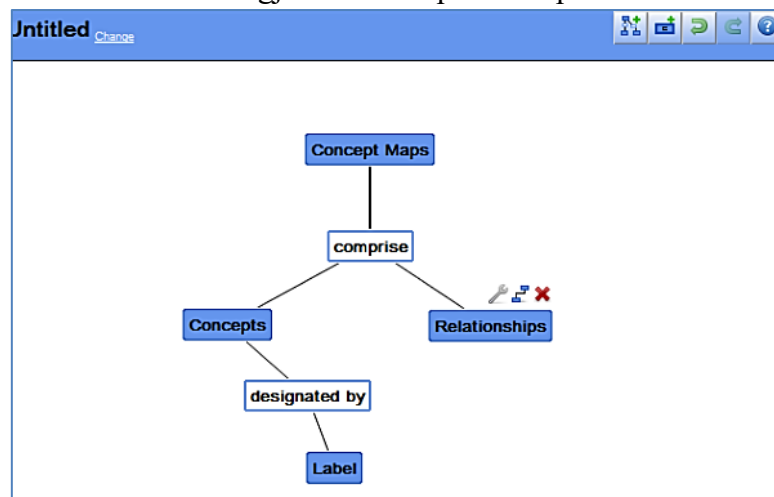 Untitled Change
Concept Maps
comprise
Concepts
Relationships
designated by
Label